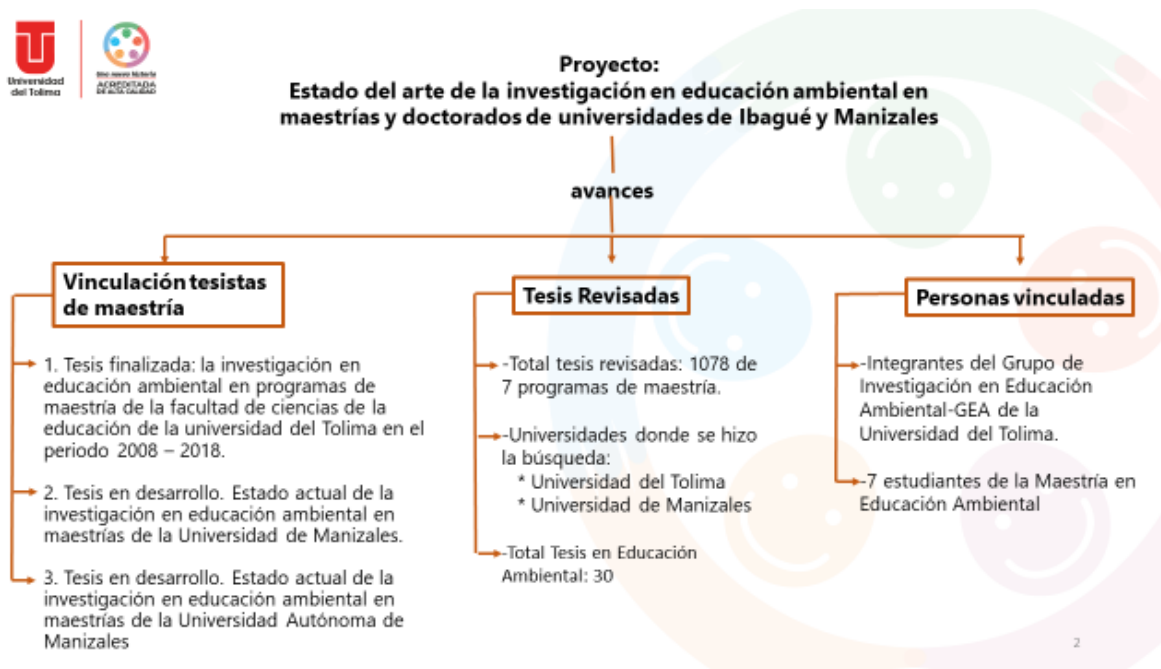 Universidad
del Tolima
Una nueva historia
ACREDITADA
DE ALTA CALIDAD
Proyecto:
Estado del arte de la investigación en educación ambiental en
maestrías y doctorados de universidades de Ibagué y Manizales
avances
Vinculación tesistas
de maestría
1. Tesis finalizada: la investigación en
educación ambiental en programas de
maestría de la facultad de ciencias de la
educación de la universidad del Tolima en el
periodo 2008 – 2018.
2. Tesis en desarrollo. Estado actual de la
investigación en educación ambiental en
maestrías de la Universidad de Manizales.
3. Tesis en desarrollo. Estado actual de la
investigación en educación ambiental en
maestrías de la Universidad Autónoma de
Manizales
Tesis Revisadas
-Total tesis revisadas: 1078 de
7 programas de maestría.
-Universidades donde se hizo
la búsqueda:
* Universidad del Tolima
* Universidad de Manizales
-Total Tesis en Educación
Ambiental: 30
Personas vinculadas
-Integrantes del Grupo de
Investigación en Educación
Ambiental-GEA de la
Universidad del Tolima.
-7 estudiantes de la Maestría en
Educación Ambiental
2